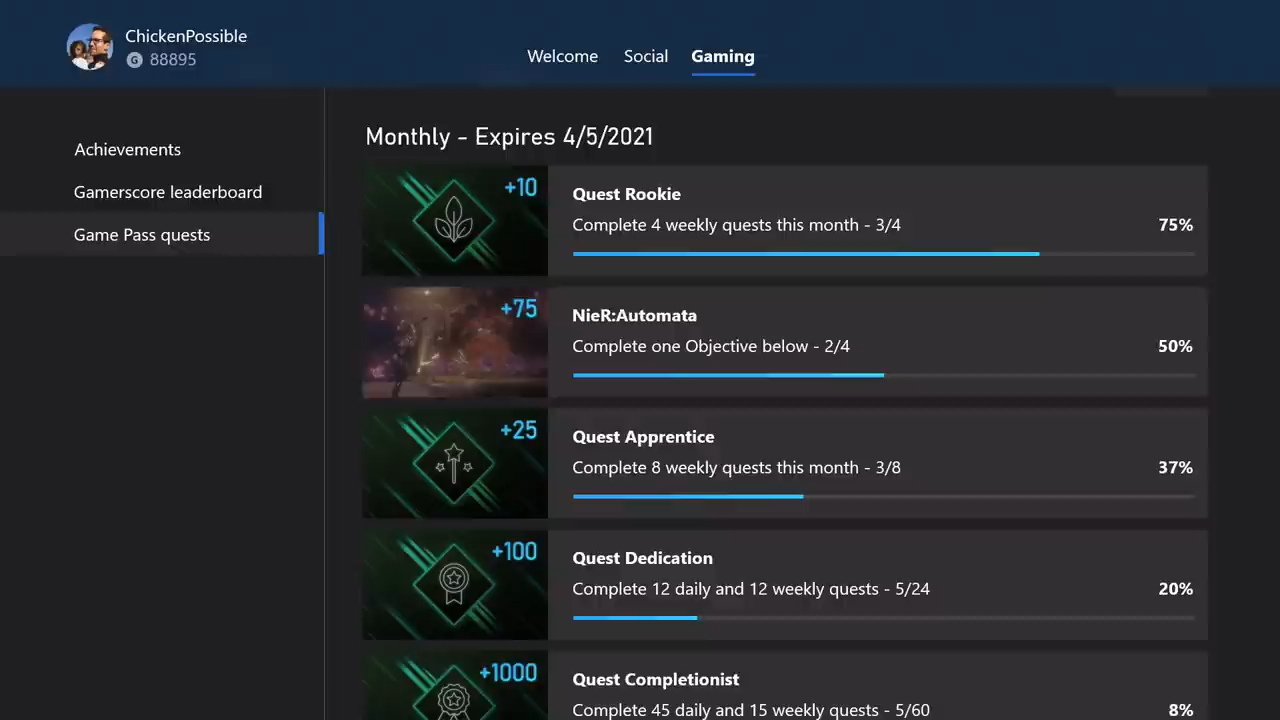 ChickenPossible
G 88895
Welcome
Social
Gaming
Achievements
Gamerscore leaderboard
Game Pass quests
Monthly - Expires 4/5/2021
+10
Quest Rookie
Complete 4 weekly quests this month - 3/4
75%
+75
NieR:Automata
Complete one Objective below - 2/4
50%
+25
Quest Apprentice
Complete 8 weekly quests this month - 3/8
37%
+100
Quest Dedication
Complete 12 daily and 12 weekly quests - 5/24
20%
+1000
Quest Completionist
Complete 45 daily and 15 weekly quests - 5/60
8%